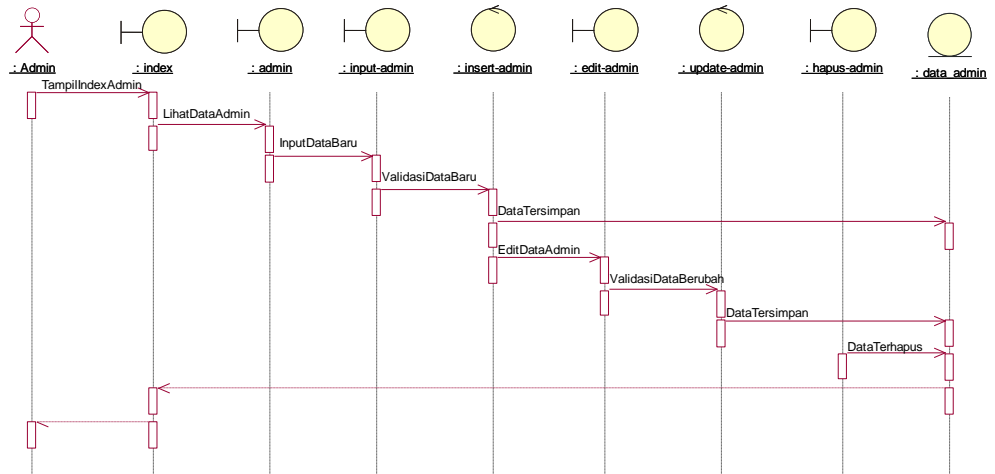 : Admin
: index
: admin
: input-admin
: insert-admin
: edit-admin
: update-admin
: hapus-admin
: data_admin
TampilIndexAdmin
LihatDataAdmin
InputDataBaru
ValidasiDataBaru
DataTersimpan
EditDataAdmin
ValidasiDataBerubah
DataTersimpan
DataTerhapus